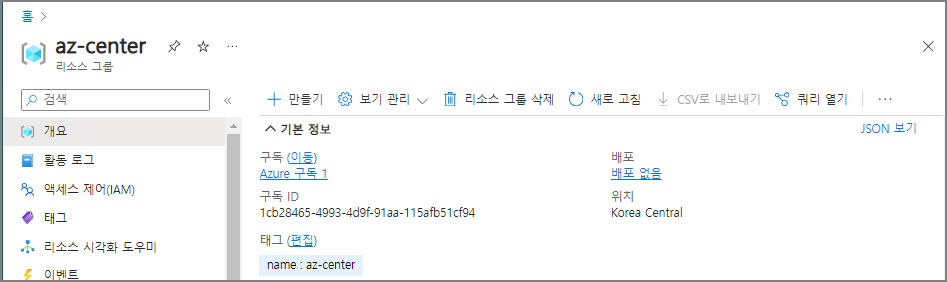 홈 >
az-center
리소스 그룹
검색
개요
활동 로그
액세스 제어(IAM)
태그
리소스 시각화 도우미
이벤트
만들기 보기 관리 리소스 그룹 삭제 새로 고침 CSV로 내보내기 쿼리 열기
기본 정보 JSON 보기
구독 (이동) 배포
Azure 구독 1 배포 없음
구독 ID 위치
1cb28465-4993-4d9f-91aa-115afb51cf94 Korea Central
태그 (편집)
name : az-center